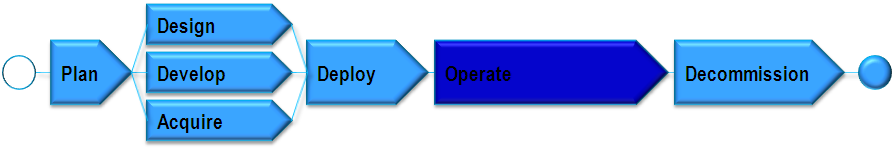 Plan
Design
Develop
Acquire
Deploy
Operate
Decommission